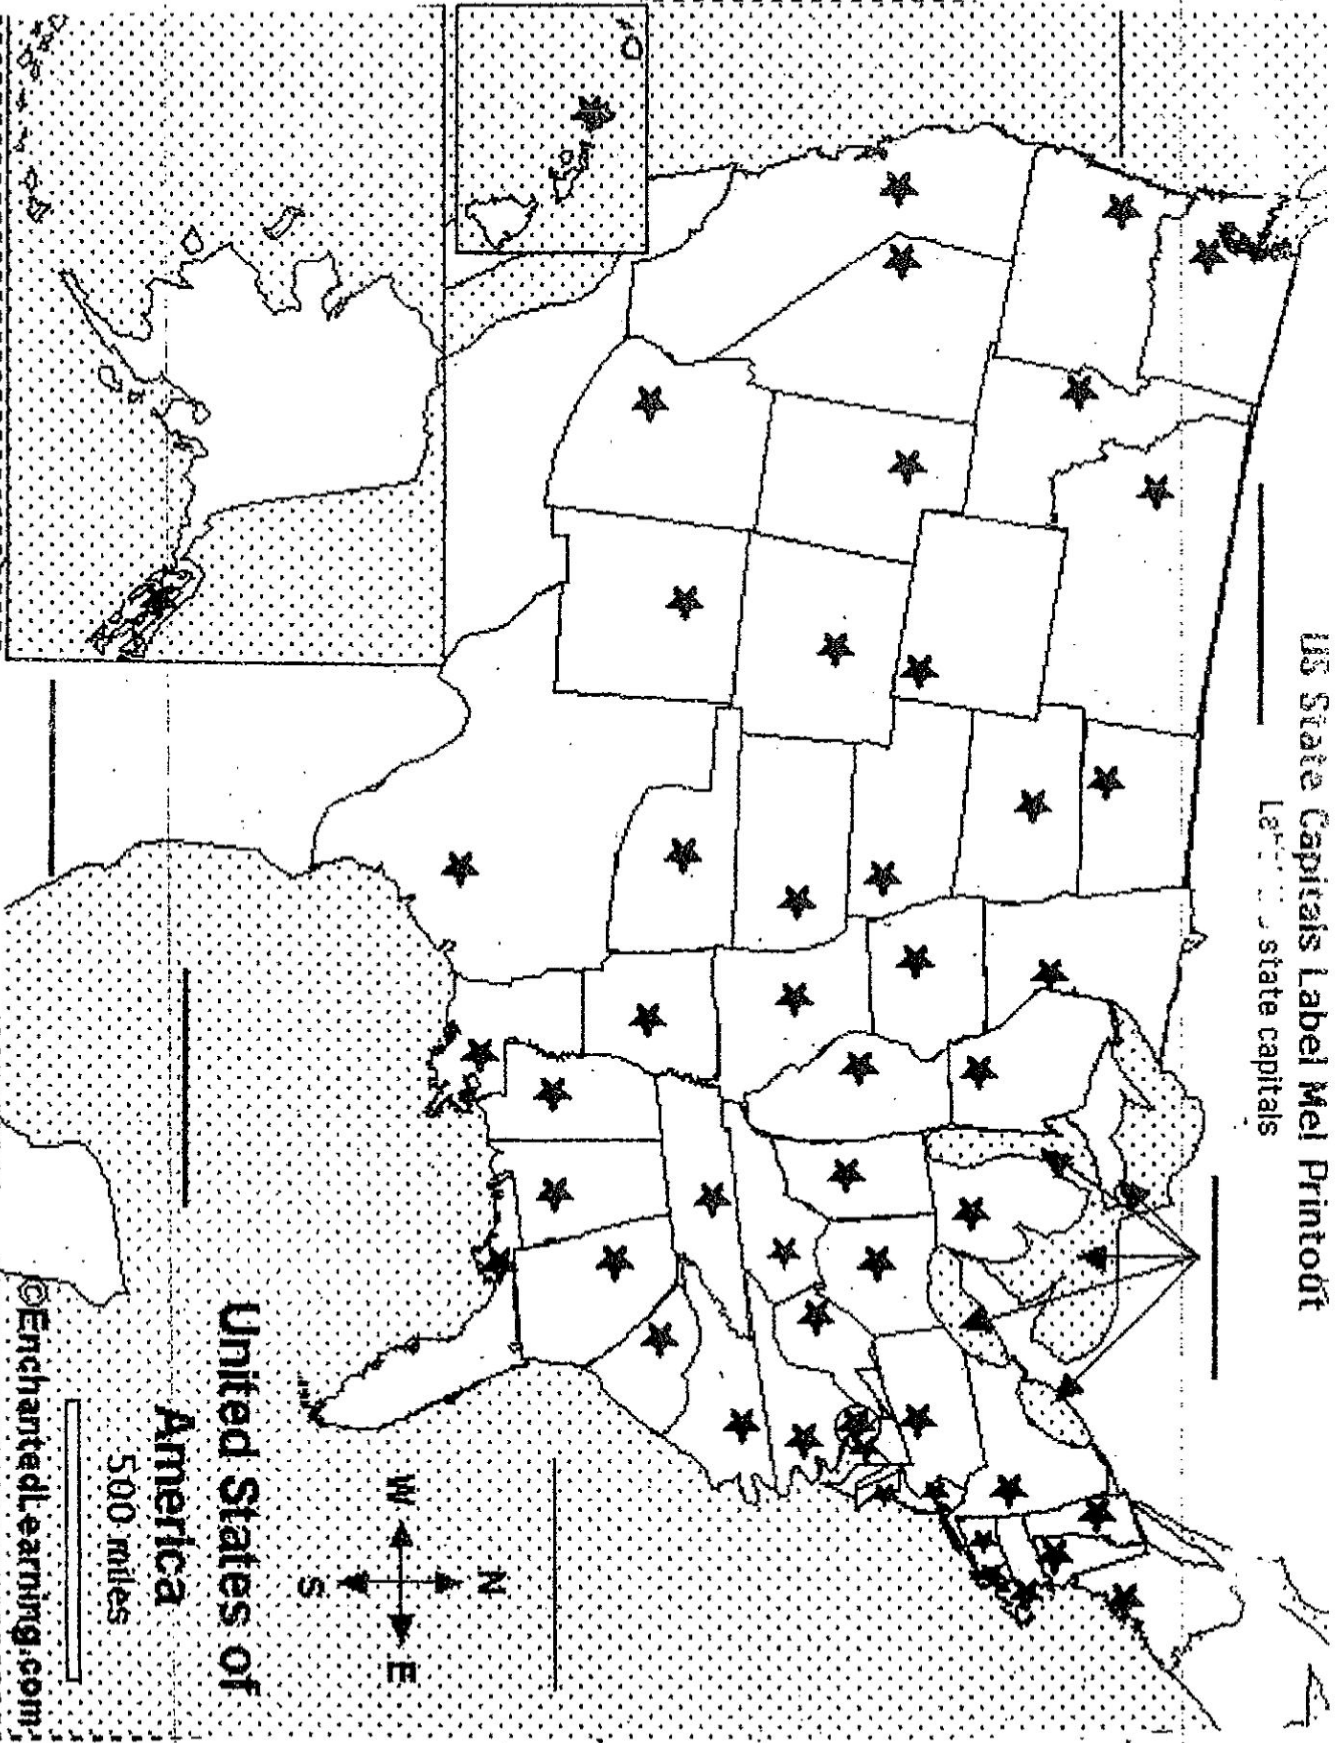 US State Capitals Label Me! Printout
state capitals
N
W
E
S
United States of
America
500 miles
©EnchantedLearning.com